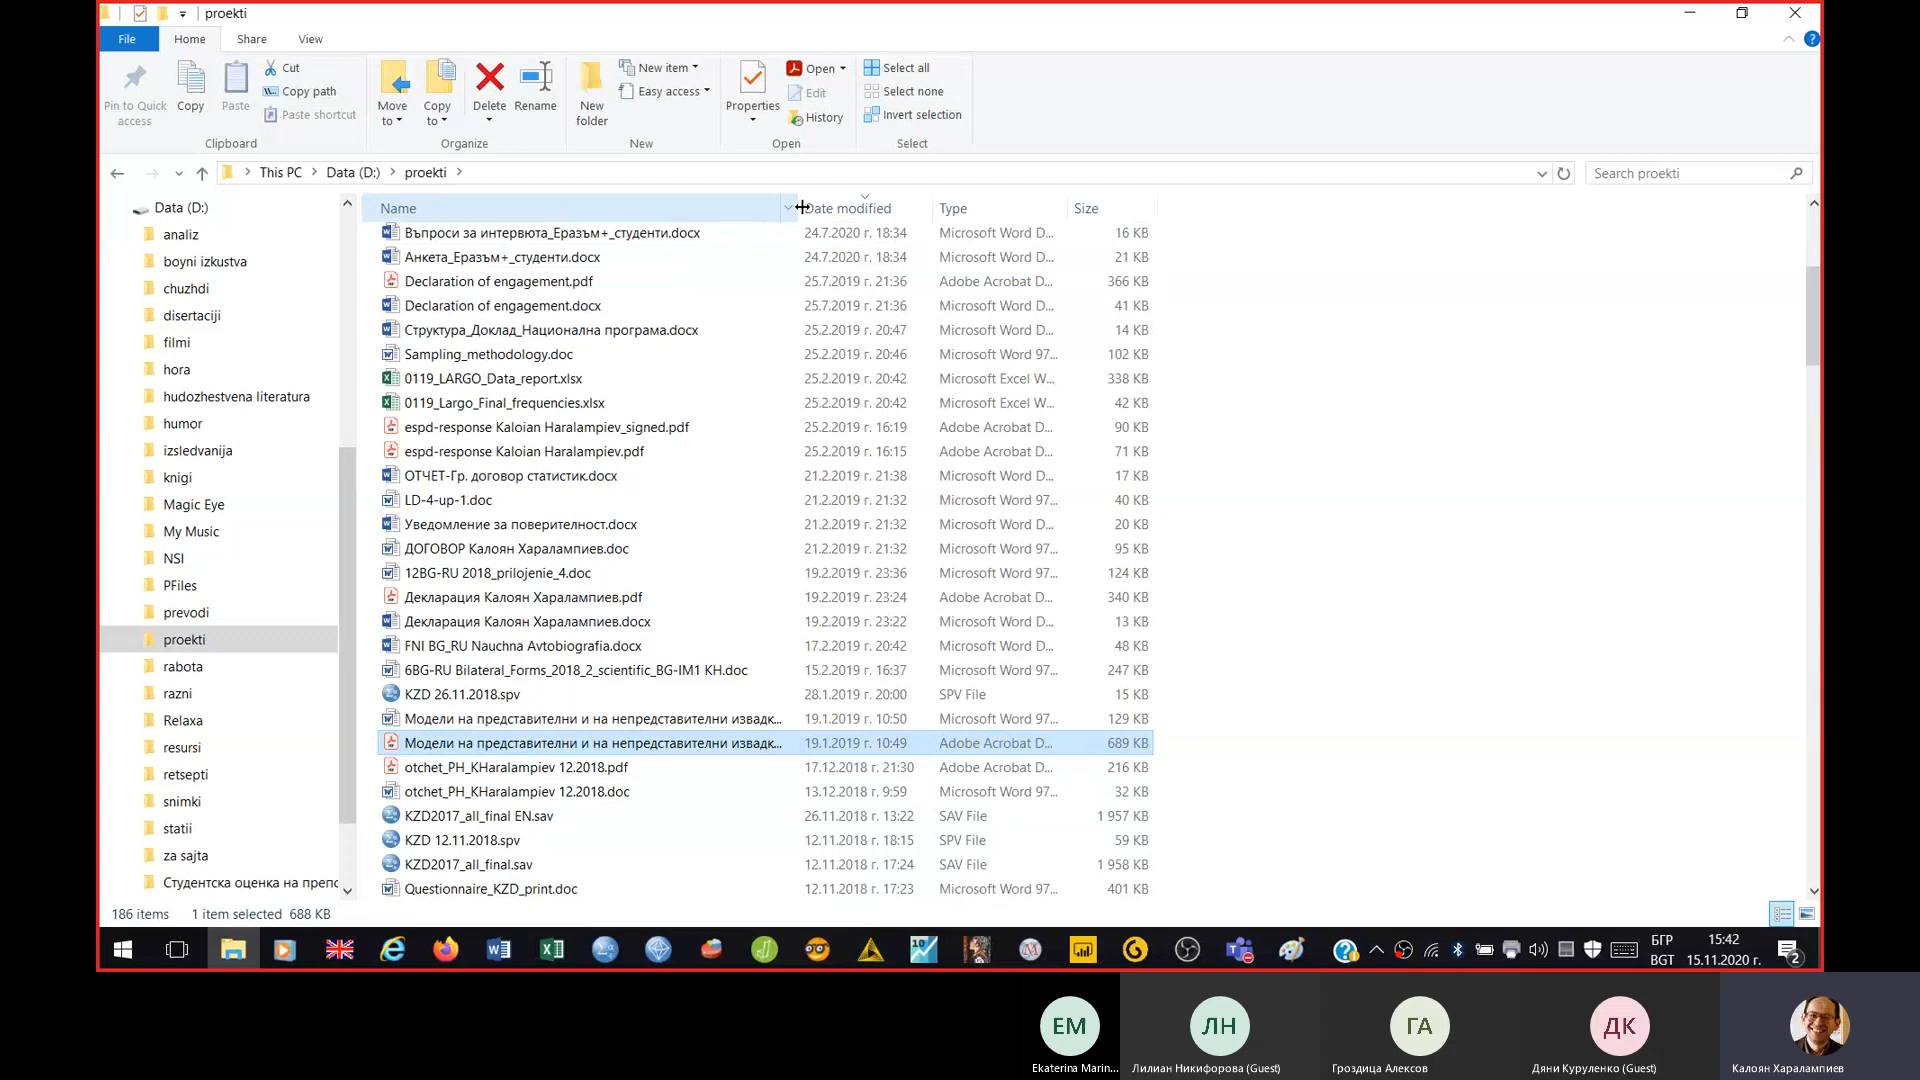 proekti
File Home Share View
Pin to Quick access
Copy
Paste
Cut
Copy path
Paste shortcut
Clipboard
Move to
Copy to
Delete
Rename
Organize
New folder
New item
Easy access
New
Properties
Open
Edit
History
Open
Select all
Select none
Invert selection
Select
This PC Data (D:) proekti
Search proekti
Data (D:)
analiz
boyni izkustva
chuzhdi
disertaciji
filmi
hora
hudozhestvena literatura
humor
izsledvanija
knigi
Magic Eye
My Music
NSI
PFiles
prevodi
proekti
rabota
razni
Relaxa
resursi
retsepti
snimki
statii
za sajta
Студентска оценка на препо
Name Date modified Type Size
Въпроси за интервюта_Еразъм+_студенти.docx 24.7.2020 г. 18:34 Microsoft Word D... 16 KB
Анкета_Еразъм+_студенти.docx 24.7.2020 г. 18:34 Microsoft Word D... 21 KB
Declaration of engagement.pdf 25.7.2019 г. 21:36 Adobe Acrobat D... 366 KB
Declaration of engagement.docx 25.7.2019 г. 21:36 Microsoft Word D... 41 KB
Структура_Доклад_Национална програма.docx 25.2.2019 г. 20:47 Microsoft Word D... 14 KB
Sampling_methodology.doc 25.2.2019 г. 20:46 Microsoft Word 97... 102 KB
0119_LARGO_Data_report.xlsx 25.2.2019 г. 20:42 Microsoft Excel W... 338 KB
0119_Largo_Final_frequencies.xlsx 25.2.2019 г. 20:42 Microsoft Excel W... 42 KB
espd-response Kaloian Haralampiev_signed.pdf 25.2.2019 г. 16:19 Adobe Acrobat D... 90 KB
espd-response Kaloian Haralampiev.pdf 25.2.2019 г. 16:15 Adobe Acrobat D... 71 KB
ОТЧЕТ-Гр. договор статистик.docx 21.2.2019 г. 21:38 Microsoft Word D... 17 KB
LD-4-up-1.doc 21.2.2019 г. 21:32 Microsoft Word 97... 40 KB
Уведомление за поверителност.docx 21.2.2019 г. 21:32 Microsoft Word D... 20 KB
ДОГОВОР Калоян Харалампиев.doc 21.2.2019 г. 21:32 Microsoft Word 97... 95 KB
12BG-RU 2018_prilojenie_4.doc 19.2.2019 г. 23:36 Microsoft Word 97... 124 KB
Декларация Калоян Харалампиев.pdf 19.2.2019 г. 23:24 Adobe Acrobat D... 340 KB
Декларация Калоян Харалампиев.docx 19.2.2019 г. 23:22 Microsoft Word D... 13 KB
FNI BG_RU Nauchna Avtobiografia.docx 17.2.2019 г. 20:42 Microsoft Word D... 48 KB
6BG-RU Bilateral_Forms_2018_2_scientific_BG-IM1 KH.doc 15.2.2019 г. 16:37 Microsoft Word 97... 247 KB
KZD 26.11.2018.spv 28.1.2019 г. 20:00 SPV File 15 KB
Модели на представителни и на непредставителни извадк... 19.1.2019 г. 10:50 Microsoft Word 97... 129 KB
Модели на представителни и на непредставителни извадк... 19.1.2019 г. 10:49 Adobe Acrobat D... 689 KB
otchet_PH_KHaralampiev 12.2018.pdf 17.12.2018 г. 21:30 Adobe Acrobat D... 216 KB
otchet_PH_KHaralampiev 12.2018.doc 13.12.2018 г. 9:59 Microsoft Word 97... 32 KB
KZD2017_all_final EN.sav 26.11.2018 г. 13:22 SAV File 1 957 KB
KZD 12.11.2018.spv 12.11.2018 г. 18:15 SPV File 59 KB
KZD2017_all_final.sav 12.11.2018 г. 17:24 SAV File 1 958 KB
Questionnaire_KZD_print.doc 12.11.2018 г. 17:23 Microsoft Word 97... 401 KB
186 items 1 item selected 688 KB
БГР 15:42
BGT 15.11.2020 г. 2
ЕМ ЛН ГА ДК
Ekaterina Marin... Лилиан Никифорова (Guest) Гроздица Алексов Дяни Куруленко (Guest) Калоян Харалампиев